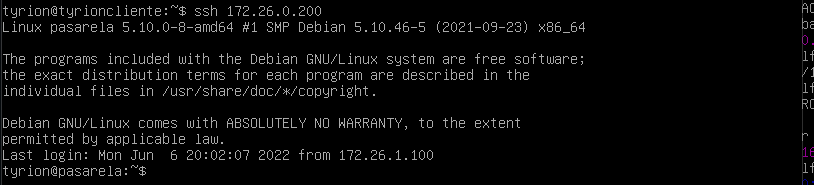 tyrion@tyrioncliente:~$ ssh 172.26.0.200
Linux pasarela 5.10.0-8-amd64 #1 SMP Debian 5.10.46-5 (2021-09-23) x86_64

The programs included with the Debian GNU/Linux system are free software;
the exact distribution terms for each program are described in the
individual files in /usr/share/doc/*/copyright.

Debian GNU/Linux comes with ABSOLUTELY NO WARRANTY, to the extent
permitted by applicable law.
Last login: Mon Jun  6 20:02:07 2022 from 172.26.1.100
tyrion@pasarela:~$